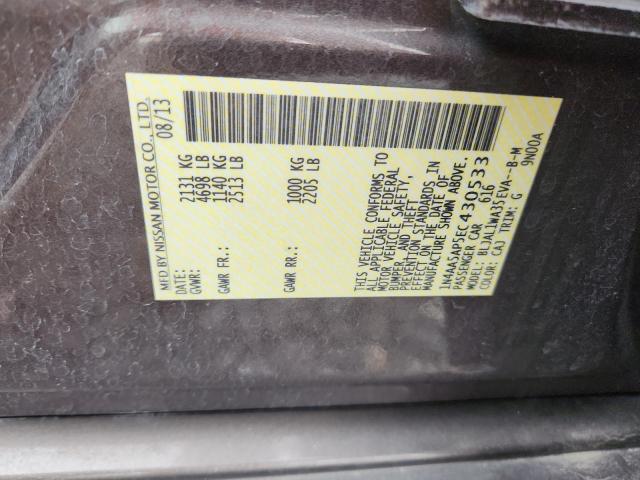 MFD BY NISSAN MOTOR CO., LTD.
DATE: 08/13
GVWR: 2131 KG
4698 LB
GAWR FR.: 1140 KG
2513 LB
GAWR RR.: 1000 KG
2205 LB
THIS VEHICLE CONFORMS TO
ALL APPLICABLE FEDERAL
MOTOR VEHICLE SAFETY,
BUMPER, AND THEFT
PREVENTION STANDARDS IN
EFFECT ON THE DATE OF
MANUFACTURE SHOWN ABOVE.
1N4AA5AP5EC430533
PASSENGER CAR 616
MODEL: BLJALLWA35EVA--B-M
COLOR: CAJ TRIM: G 9N00A